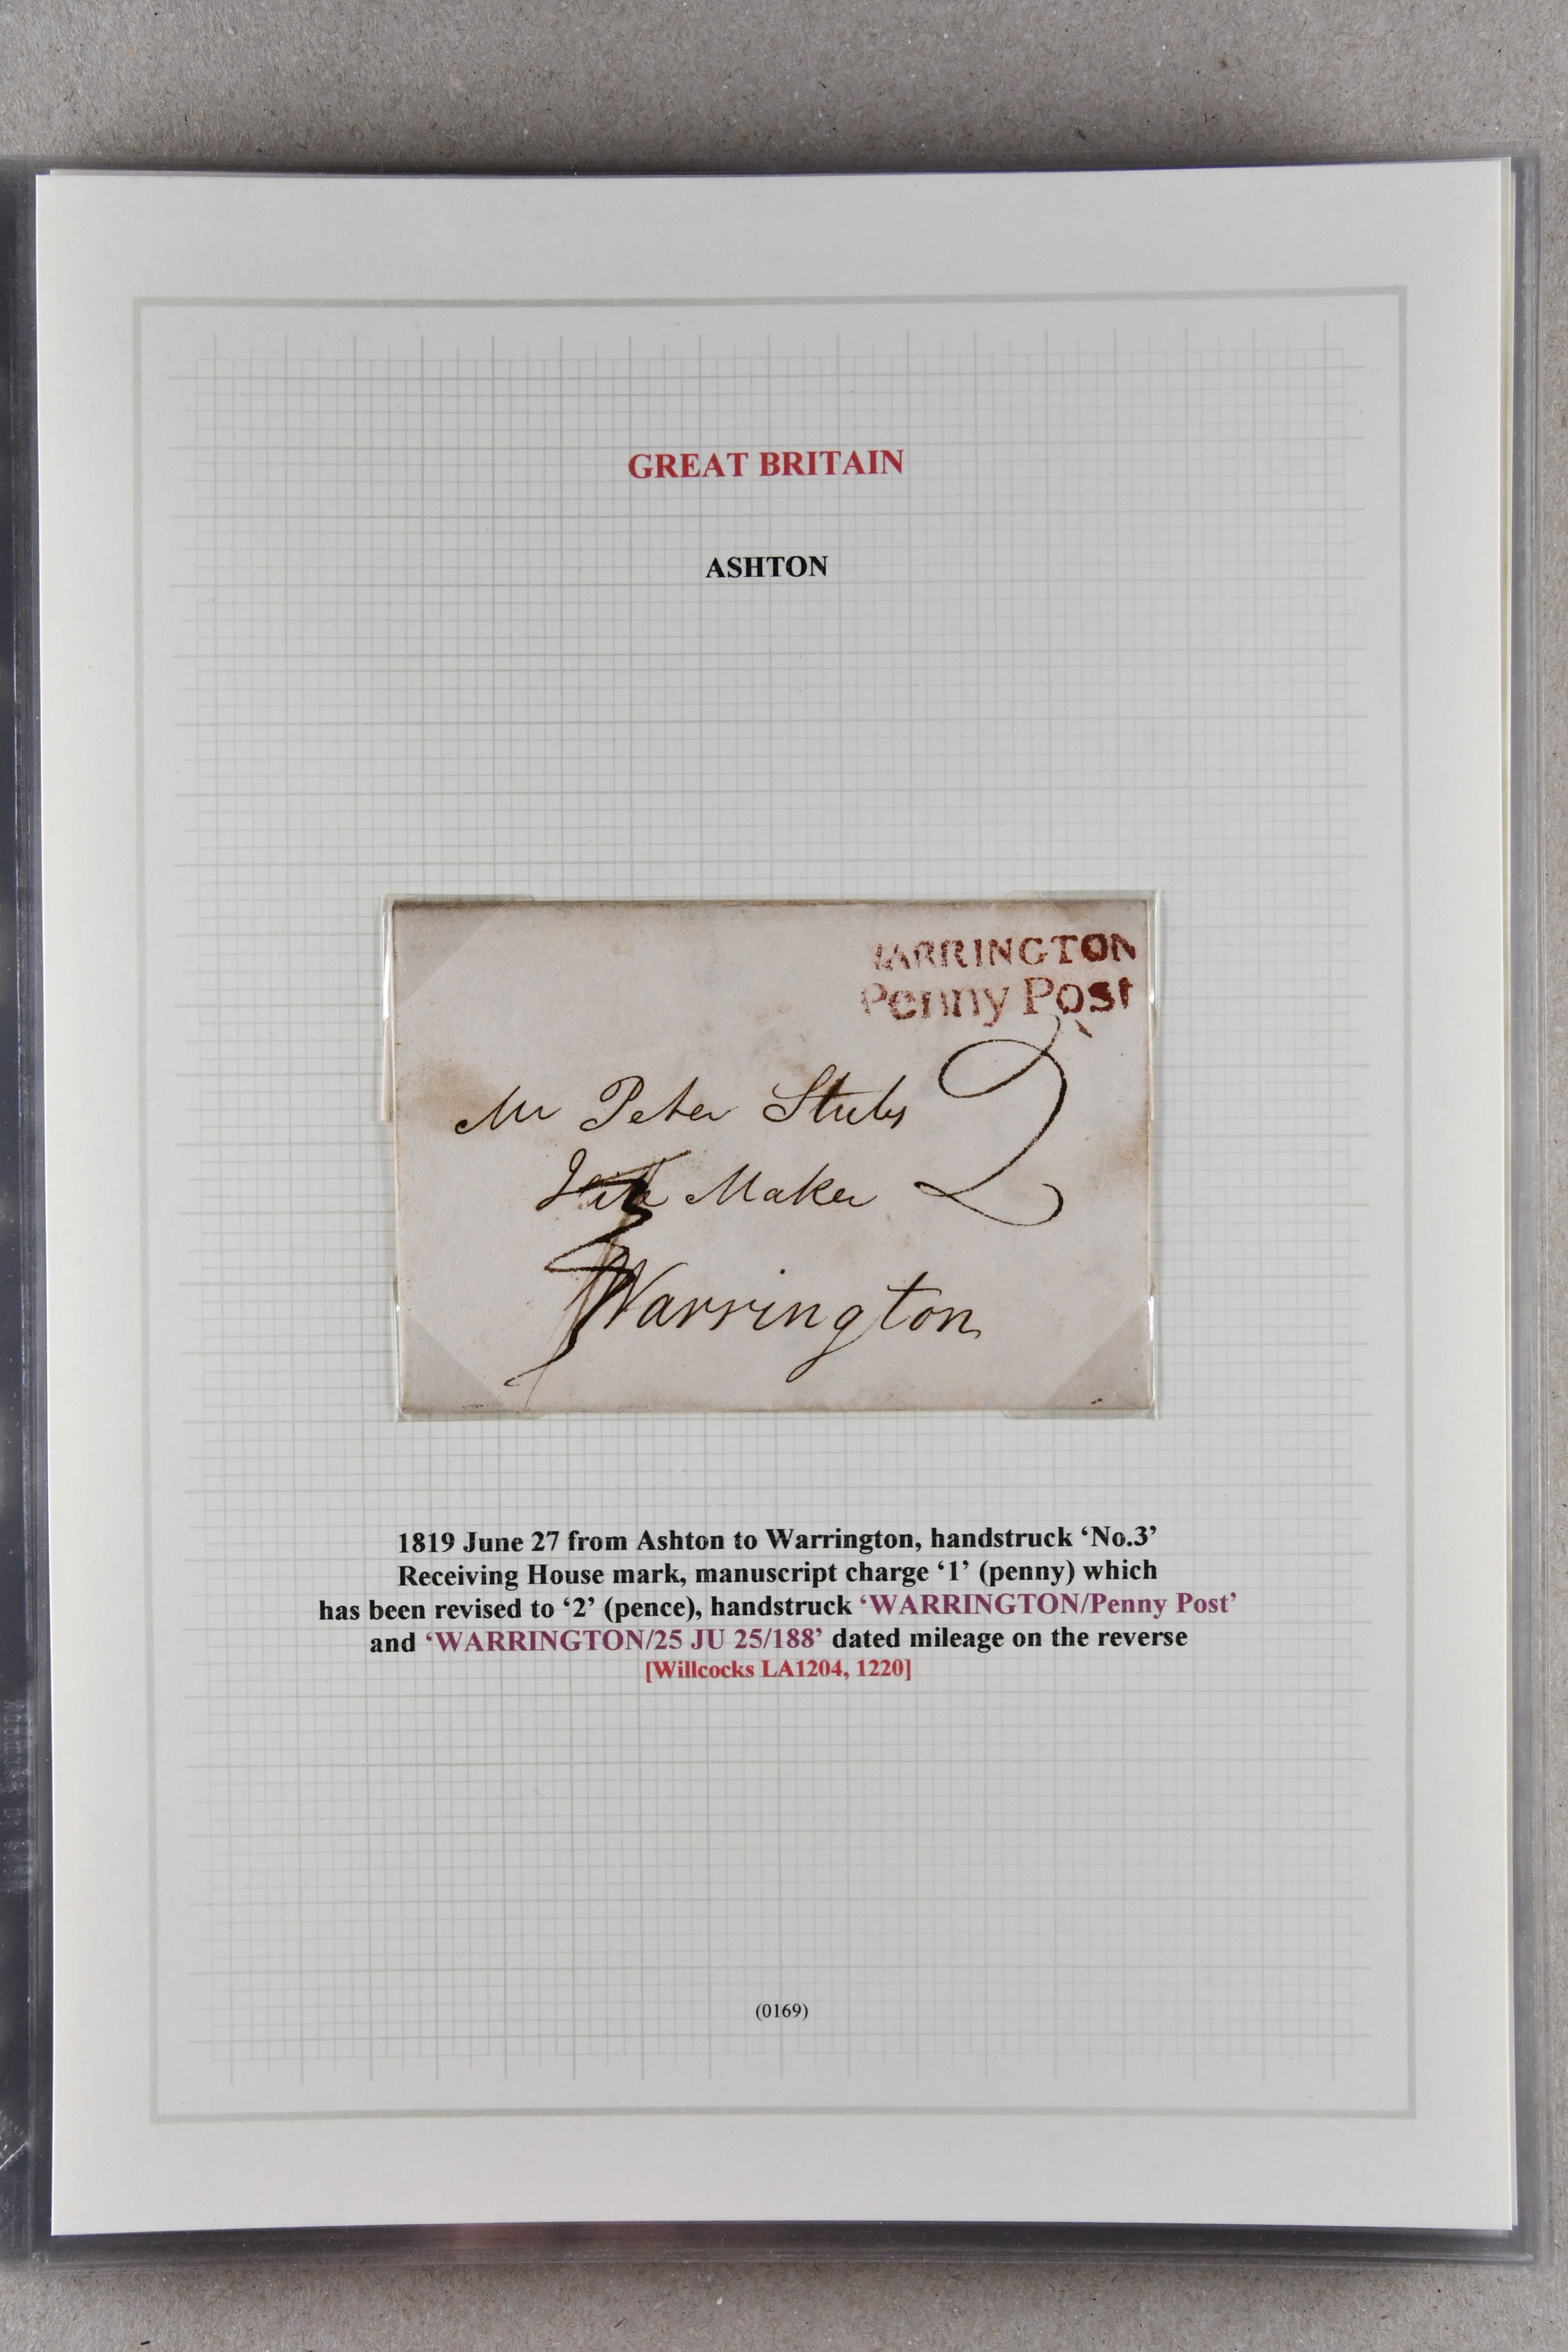 GREAT BRITAIN
ASHTON
WARRINGTON
Penny Post
Mr Peter Stubs
2
File Maker
Warrington
1819 June 27 from Ashton to Warrington, handstruck ‘No.3’
Receiving House mark, manuscript charge ‘1’ (penny) which
has been revised to ‘2’ (pence), handstruck ‘WARRINGTON/Penny Post’
and ‘WARRINGTON/25 JU 25/188’ dated mileage on the reverse
[Willcocks LA1204, 1220]
(0169)